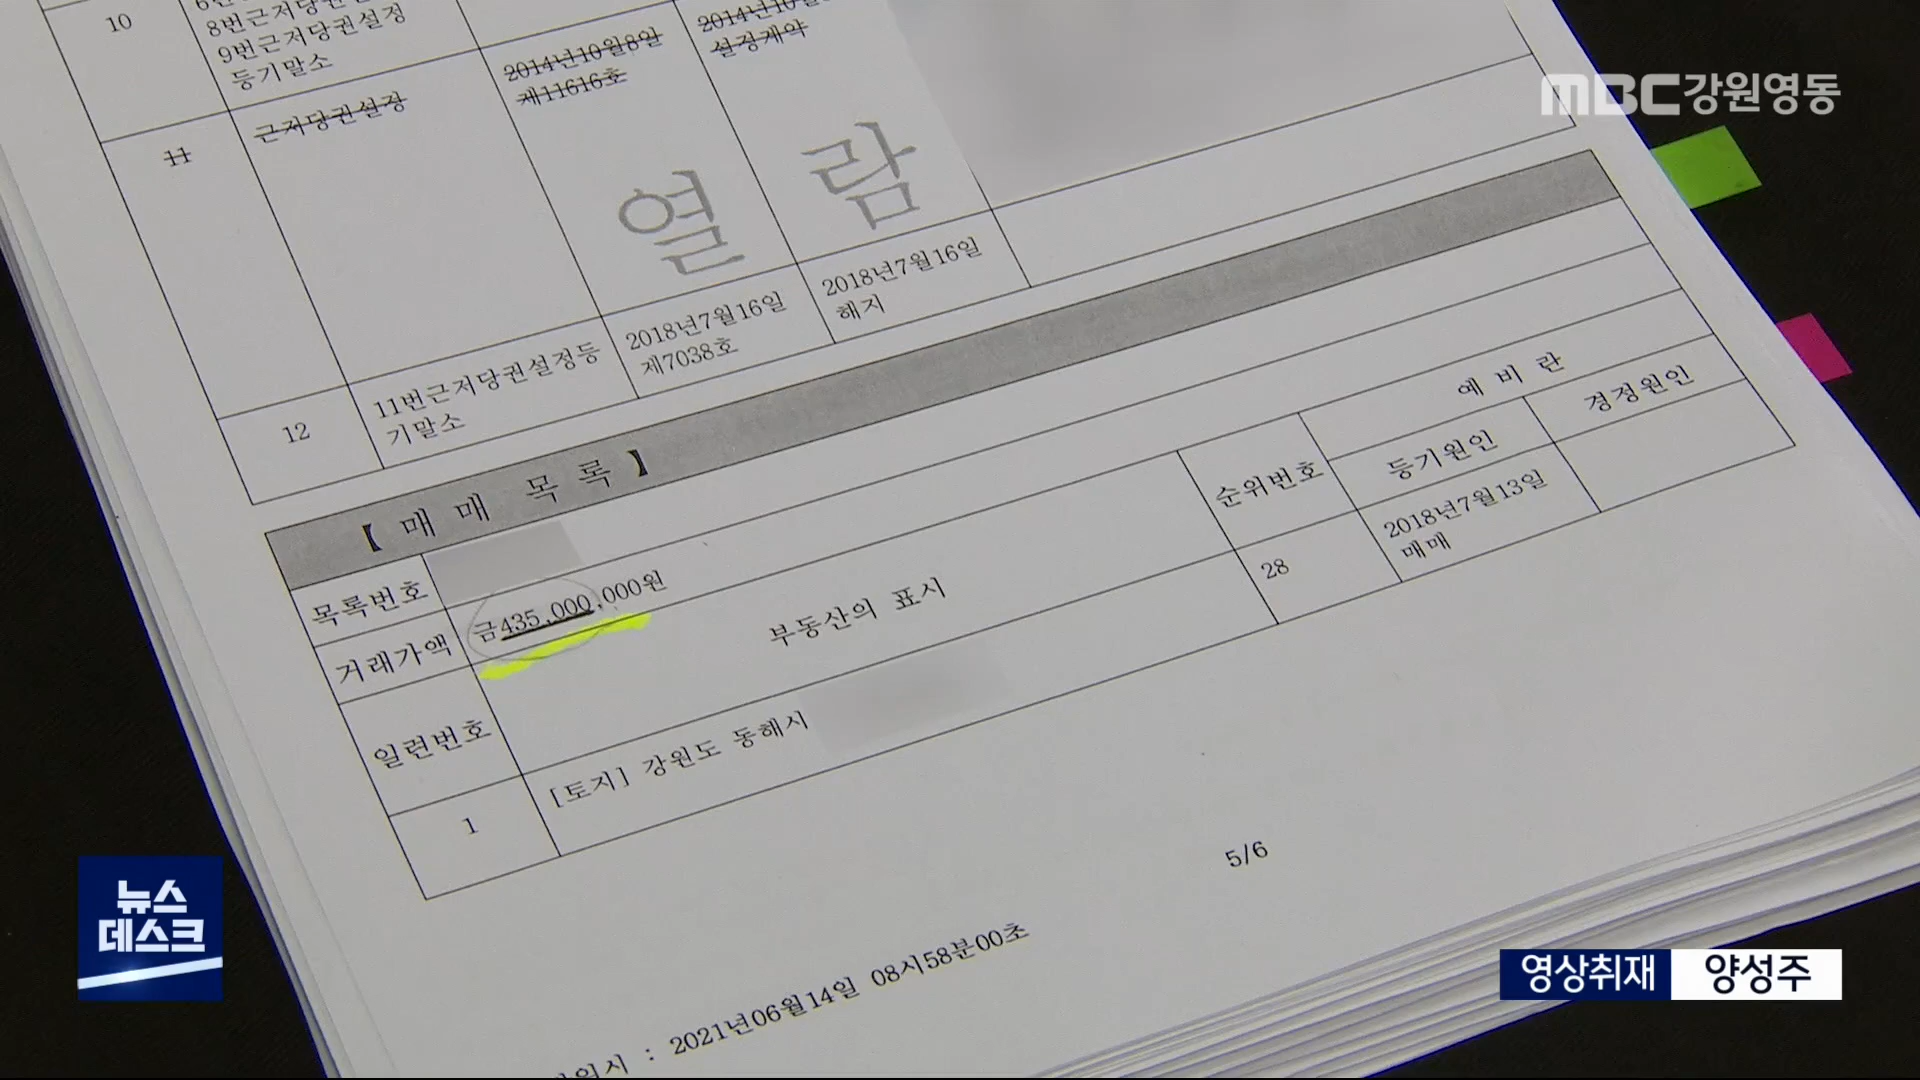 MBC강원영동
10
8번근저당권설정
9번근저당권설정
등기말소
11
근저당권설정
2014년10월8일
제11616호
설정계약
열람
12
11번근저당권설정등
기말소
2018년7월16일
제7038호
2018년7월16일
해지
【 매 매 목 록 】
목록번호
거래가액
금435,000,000원
일련번호
부동산의 표시
순위번호
예 비 란
등기원인
경정원인
1
[토지] 강원도 동해시
28
2018년7월13일
매매
5/6
: 2021년06월14일 08시58분00초
뉴스
데스크
영상취재 양성주